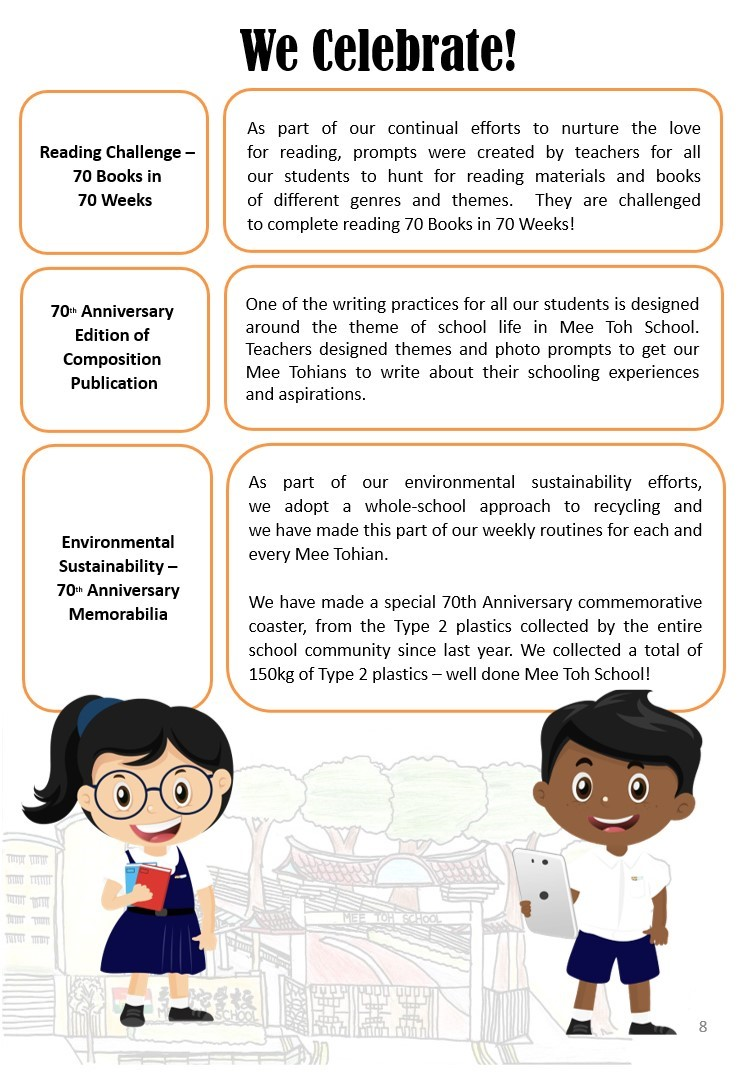 We Celebrate!
Reading Challenge –
70 Books in
70 Weeks
As part of our continual efforts to nurture the love
for reading, prompts were created by teachers for all
our students to hunt for reading materials and books
of different genres and themes. They are challenged
to complete reading 70 Books in 70 Weeks!
70th Anniversary
Edition of
Composition
Publication
One of the writing practices for all our students is designed
around the theme of school life in Mee Toh School.
Teachers designed themes and photo prompts to get our
Mee Tohians to write about their schooling experiences
and aspirations.
Environmental
Sustainability –
70th Anniversary
Memorabilia
As part of our environmental sustainability efforts,
we adopt a whole-school approach to recycling and
we have made this part of our weekly routines for each and
every Mee Tohian.
We have made a special 70th Anniversary commemorative
coaster, from the Type 2 plastics collected by the entire
school community since last year. We collected a total of
150kg of Type 2 plastics – well done Mee Toh School!
MEE TOH SCHOOL
SCHOOL
8